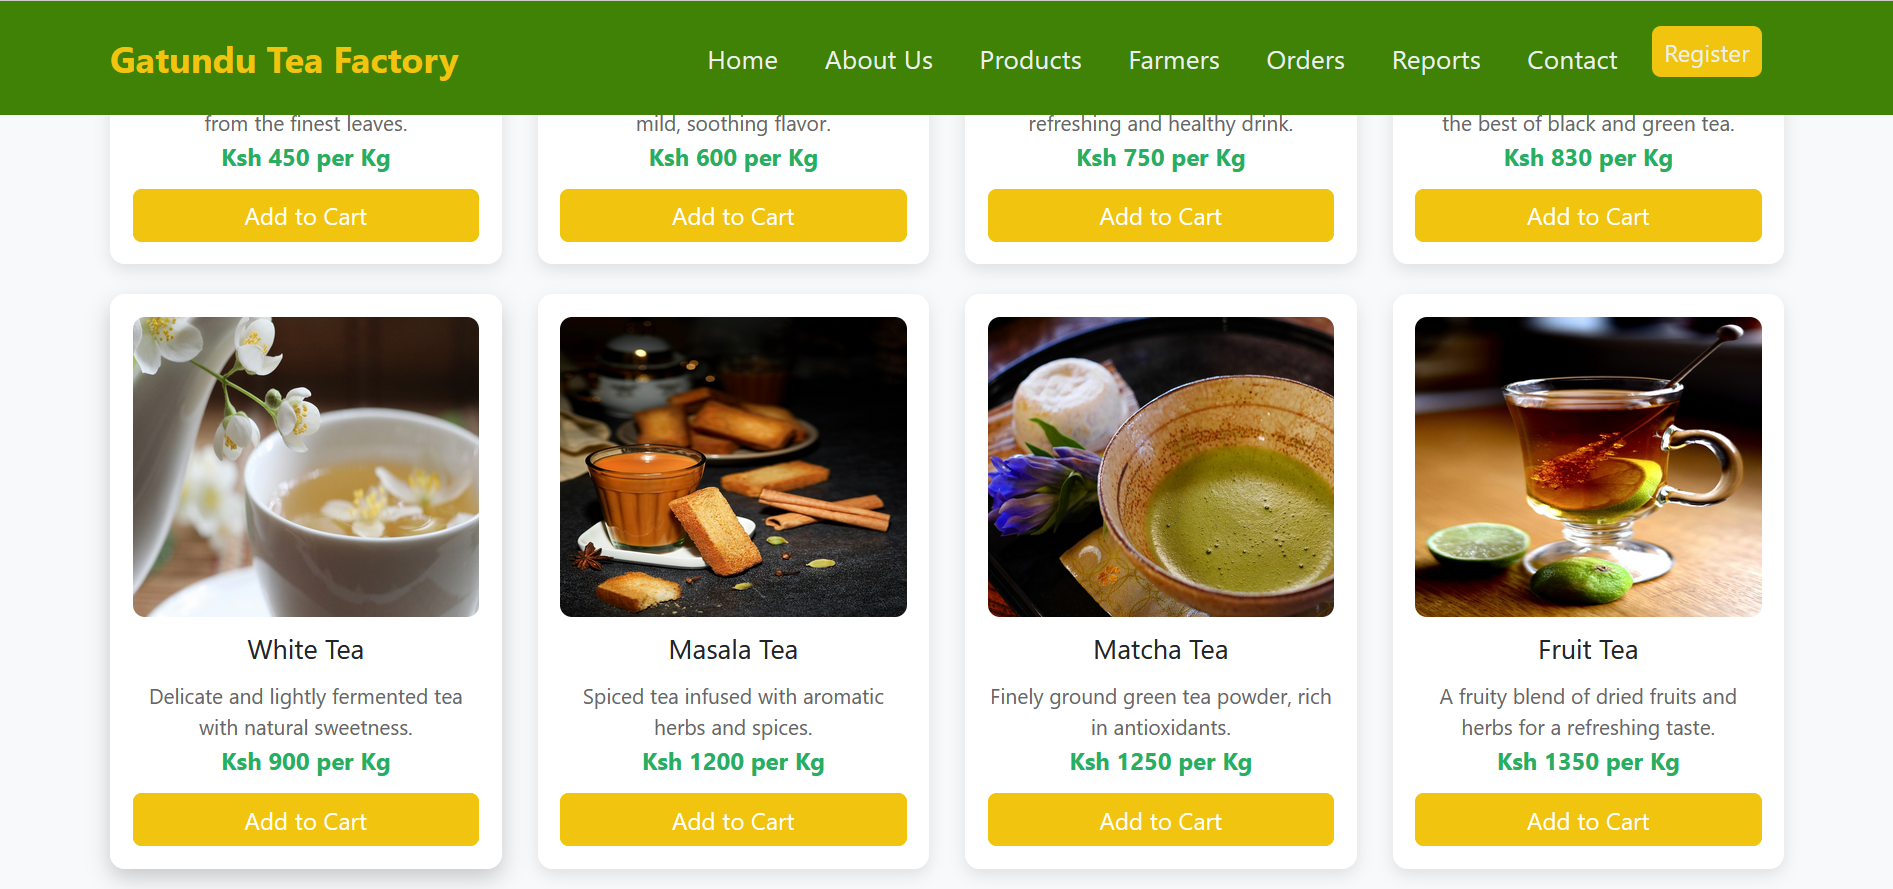 Gatundu Tea Factory
Home
About Us
Products
Farmers
Orders
Reports
Contact
Register
from the finest leaves.
Ksh 450 per Kg
Add to Cart
mild, soothing flavor.
Ksh 600 per Kg
Add to Cart
refreshing and healthy drink.
Ksh 750 per Kg
Add to Cart
the best of black and green tea.
Ksh 830 per Kg
Add to Cart
White Tea
Delicate and lightly fermented tea
with natural sweetness.
Ksh 900 per Kg
Add to Cart
Masala Tea
Spiced tea infused with aromatic
herbs and spices.
Ksh 1200 per Kg
Add to Cart
Matcha Tea
Finely ground green tea powder, rich
in antioxidants.
Ksh 1250 per Kg
Add to Cart
Fruit Tea
A fruity blend of dried fruits and
herbs for a refreshing taste.
Ksh 1350 per Kg
Add to Cart